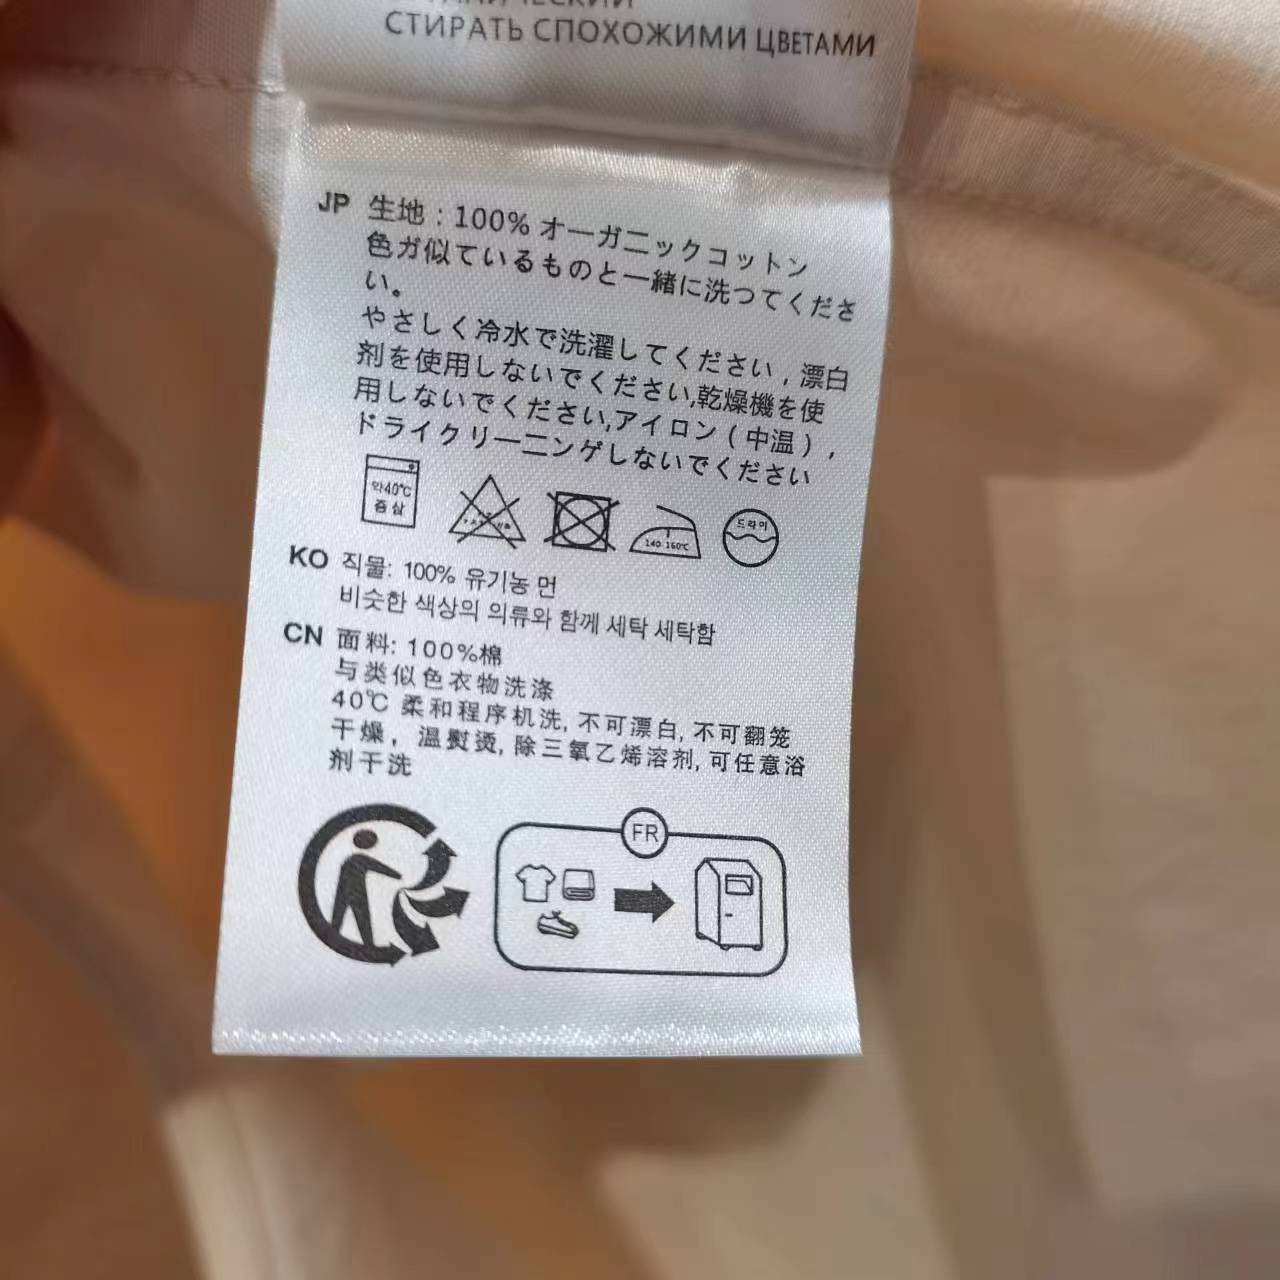 СТИРАТЬ СПОХОЖИМИ ЦВЕТАМИ
JP 生地：100% オーガニックコットン
色ガ似ているものと一緒に洗つてくださ
い。
やさしく冷水で洗濯してください，漂白
剤を使用しないでください,乾燥機を使
用しないでください,アイロン（中温），
ドライクリーニンゲしないでください
약40℃
중 삼
140-160℃
드라이
KO 직물: 100% 유기농 면
비슷한 색상의 의류와 함께 세탁 세탁함
CN 面料: 100%棉
与类似色衣物洗涤
40℃ 柔和程序机洗, 不可漂白, 不可翻笼
干燥，温熨烫, 除三氧乙烯溶剂, 可任意浴
剂干洗
FR